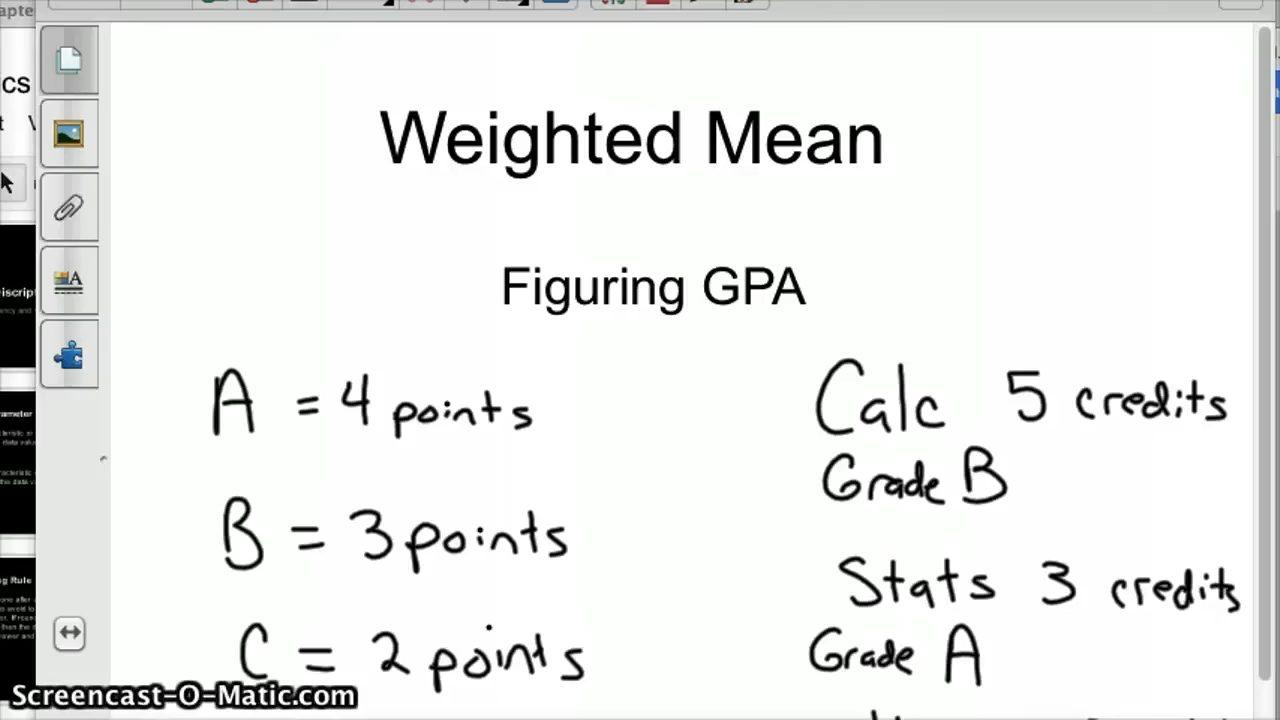 Weighted Mean
Figuring GPA
A = 4 points
B = 3 points
C = 2 points
Calc 5 credits
Grade B
Stats 3 credits
Grade A
Screencast-O-Matic.com